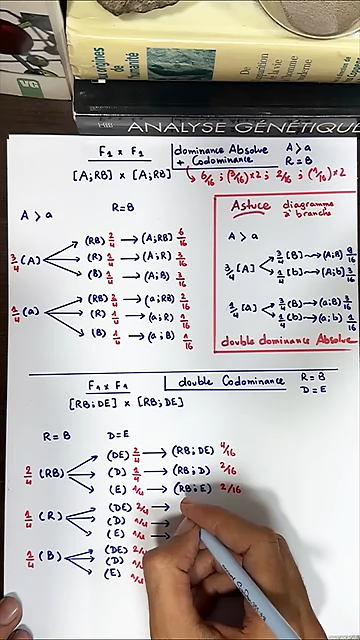 De
l'homme
moderne
VC
ANALYSE GÉNÉTIQUE
F1 x F1 dominance Absolue A > a
+ Codominance R = B
[A;RB] x [A;RB] 6/16 ; (3/16) x 2 ; 2/16 ; (1/16) x 2
A > a R=B
3/4 [A]
(RB) 2/4 → (A;RB) 6/16
(R) 1/4 → (A;R) 3/16
(B) 1/4 → (A;B) 3/16
1/4 (a)
(RB) 2/4 → (a;RB) 2/16
(R) 1/4 → (a;R) 1/16
(B) 1/4 → (a;B) 1/16
Astuce diagramme
à branche
A > a
3/4 [A]
3/4 [B] → (A;B) 9/16
1/4 [b] → (A;b) 3/16
1/4 [a]
3/4 (B) → (a;B) 3/16
1/4 (b) → (a;b) 1/16
double dominance Absolue
F1 x F1 double Codominance R = B
D = E
[RB;DE] x [RB;DE]
R = B D=E
2/4 (RB)
(DE) 2/4 → (RB;DE) 4/16
(D) 1/4 → (RB;D) 2/16
(E) 1/4 → (RB;E) 2/16
1/4 (R)
(DE) 2/4 →
(D) 1/4 →
(E) 1/4 →
1/4 (B)
(DE) 2/4
(D) 1/4
(E) 1/4